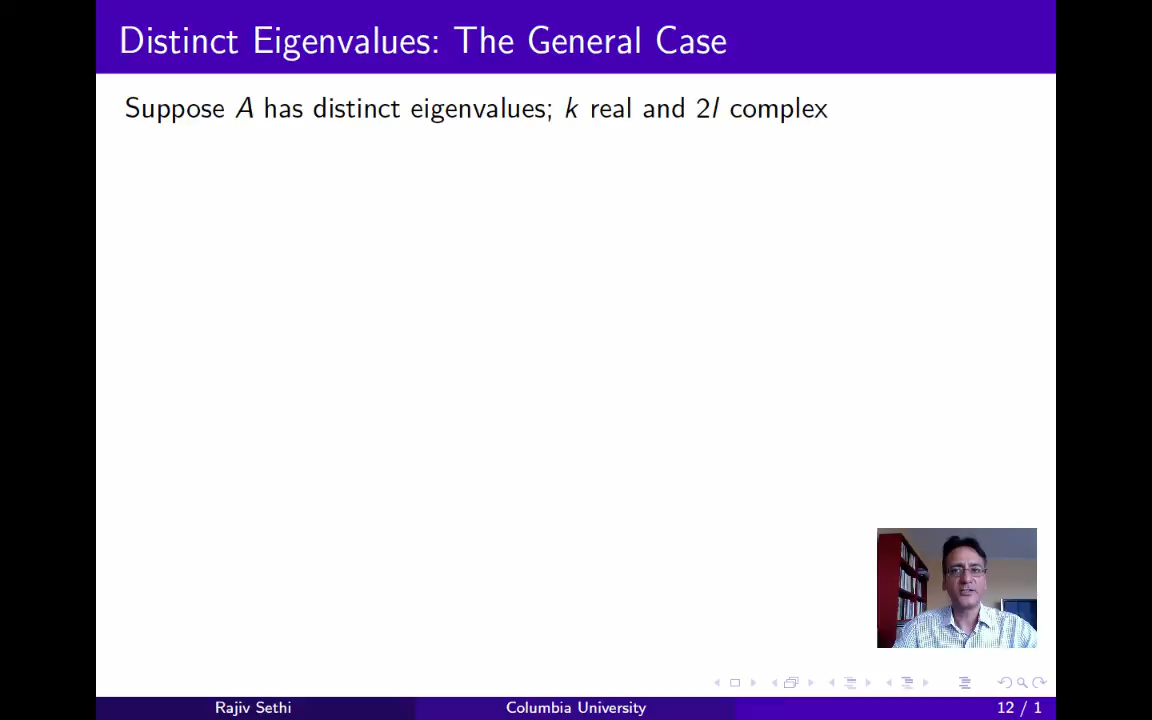 Distinct Eigenvalues: The General Case
Suppose A has distinct eigenvalues; k real and 2l complex
Rajiv Sethi Columbia University 12 / 1